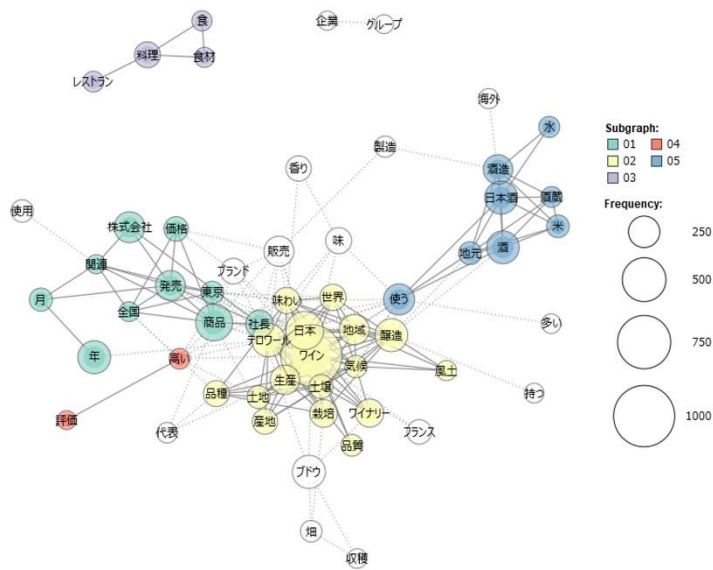 食
企業
グループ
料理
食材
レストラン
海外
水
製造
酒造
香り
日本酒
酒蔵
使用
株式会社
価格
米
味
販売
地元
酒
関連
ブランド
発売
東京
月
味わい
世界
使う
全国
商品
社長
日本
地域
醸造
多い
テロワール
年
高い
ワイン
気候
風土
生産
土壌
品種
土地
持つ
評価
産地
栽培
ワイナリー
代表
フランス
品質
ブドウ
畑
収穫
Subgraph:
01 04
02 05
03
Frequency:
250
500
750
1000